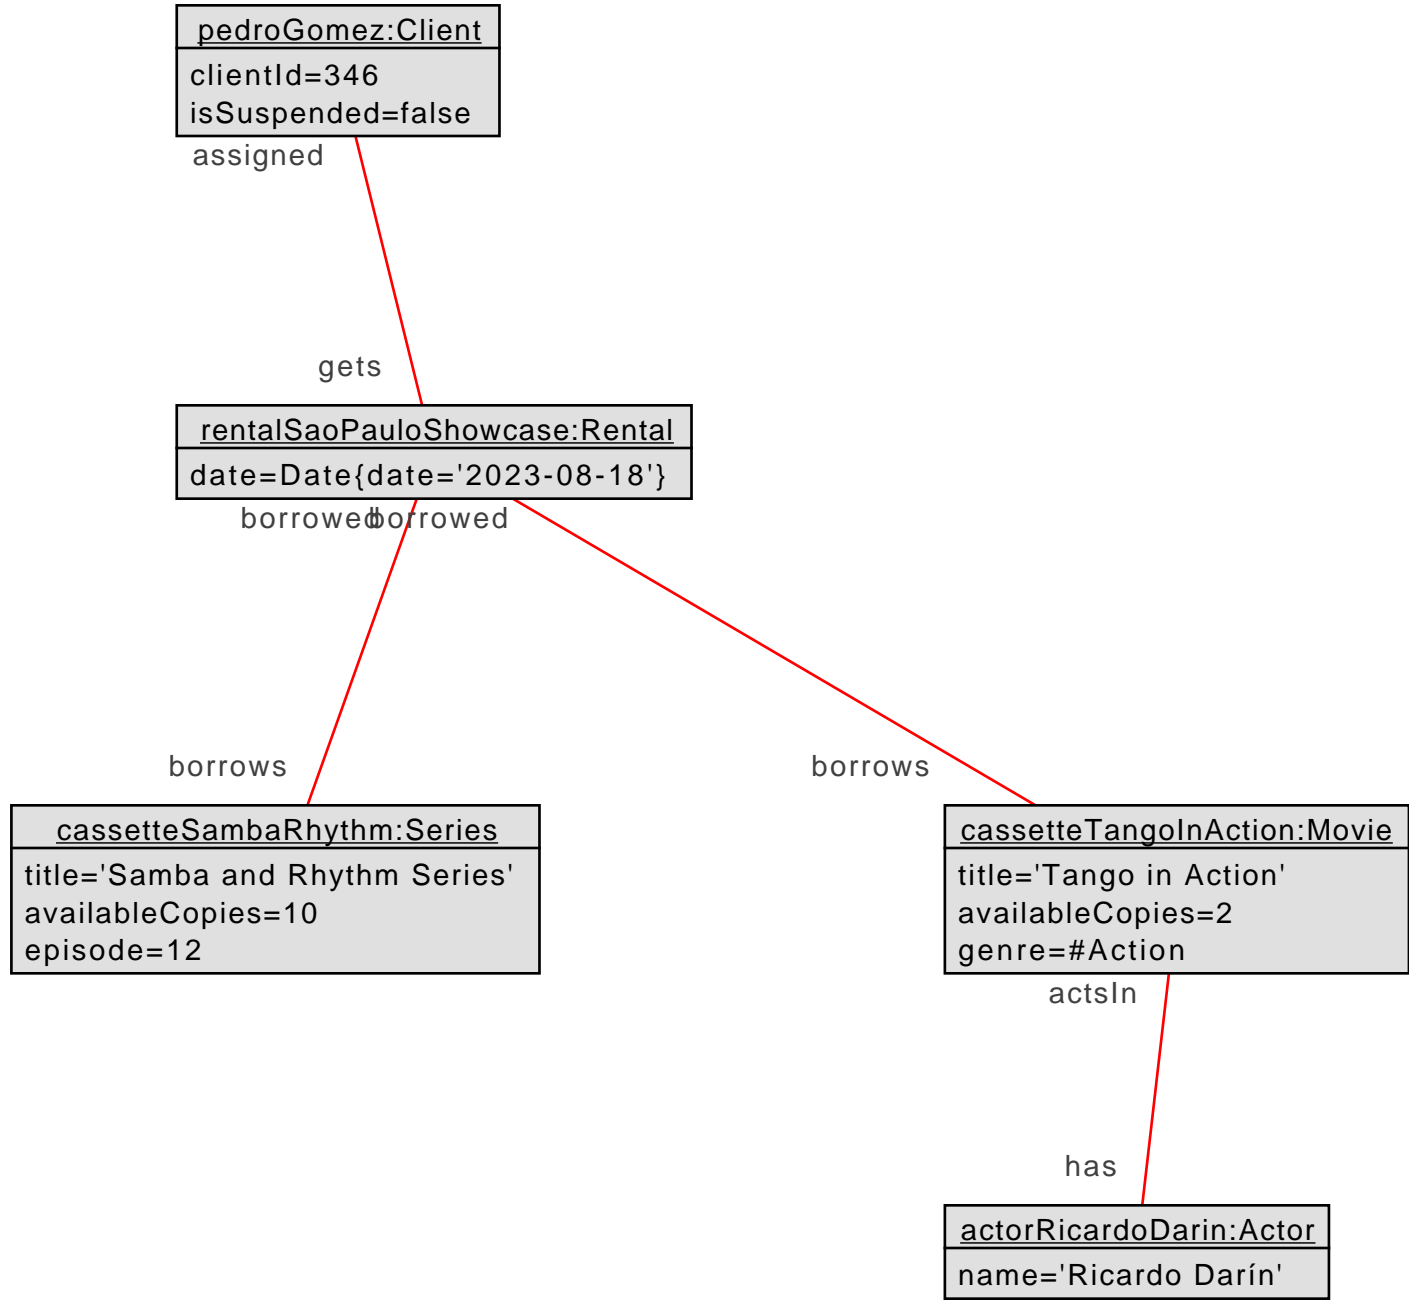 pedroGomez:Client
clientId=346
isSuspended=false
assigned
gets
rentalSaoPauloShowcase:Rental
date=Date{date='2023-08-18'}
borrowed borrowed
borrows borrows
cassetteSambaRhythm:Series
title='Samba and Rhythm Series'
availableCopies=10
episode=12
cassetteTangoInAction:Movie
title='Tango in Action'
availableCopies=2
genre=#Action
actsIn
has
actorRicardoDarin:Actor
name='Ricardo Darín'